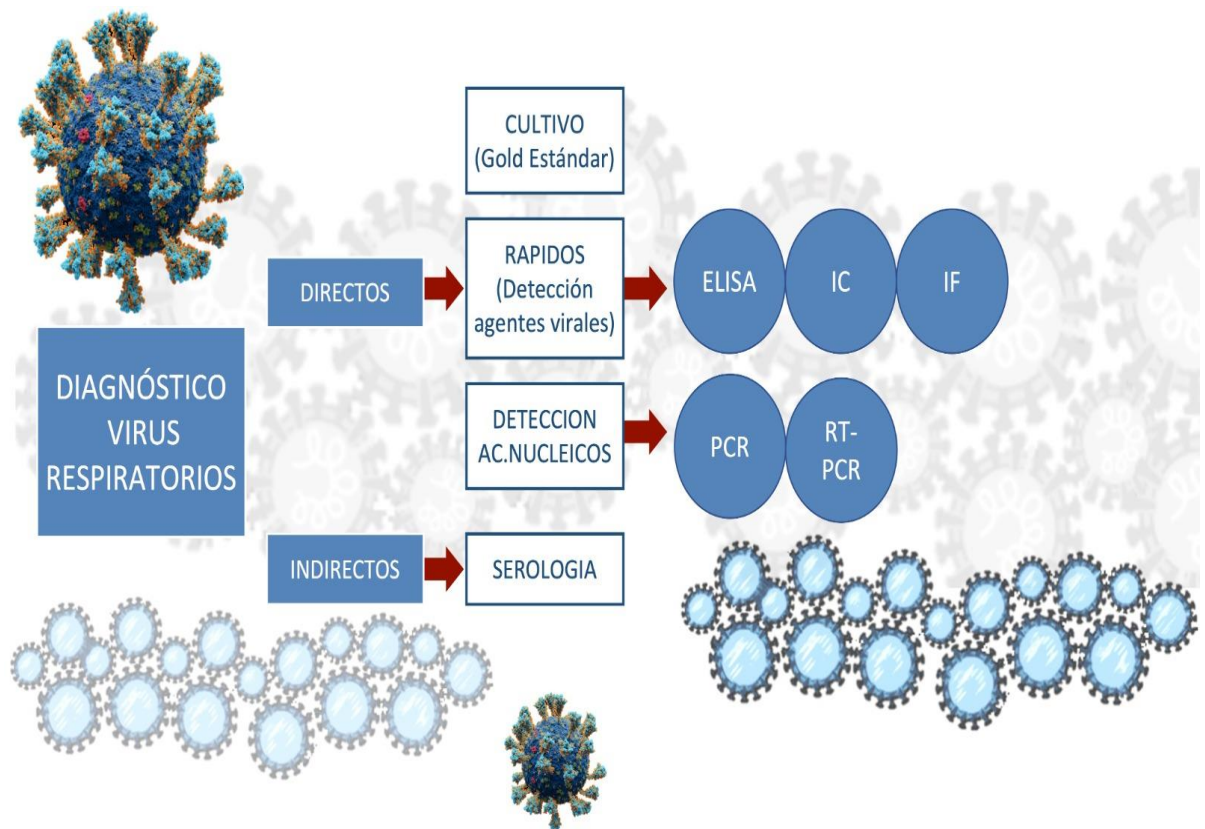 DIAGNÓSTICO
VIRUS
RESPIRATORIOS
DIRECTOS
CULTIVO
(Gold Estándar)
RAPIDOS
(Detección
agentes virales)
ELISA
IC
IF
DETECCION
AC.NUCLEICOS
PCR
RT-
PCR
INDIRECTOS
SEROLOGIA